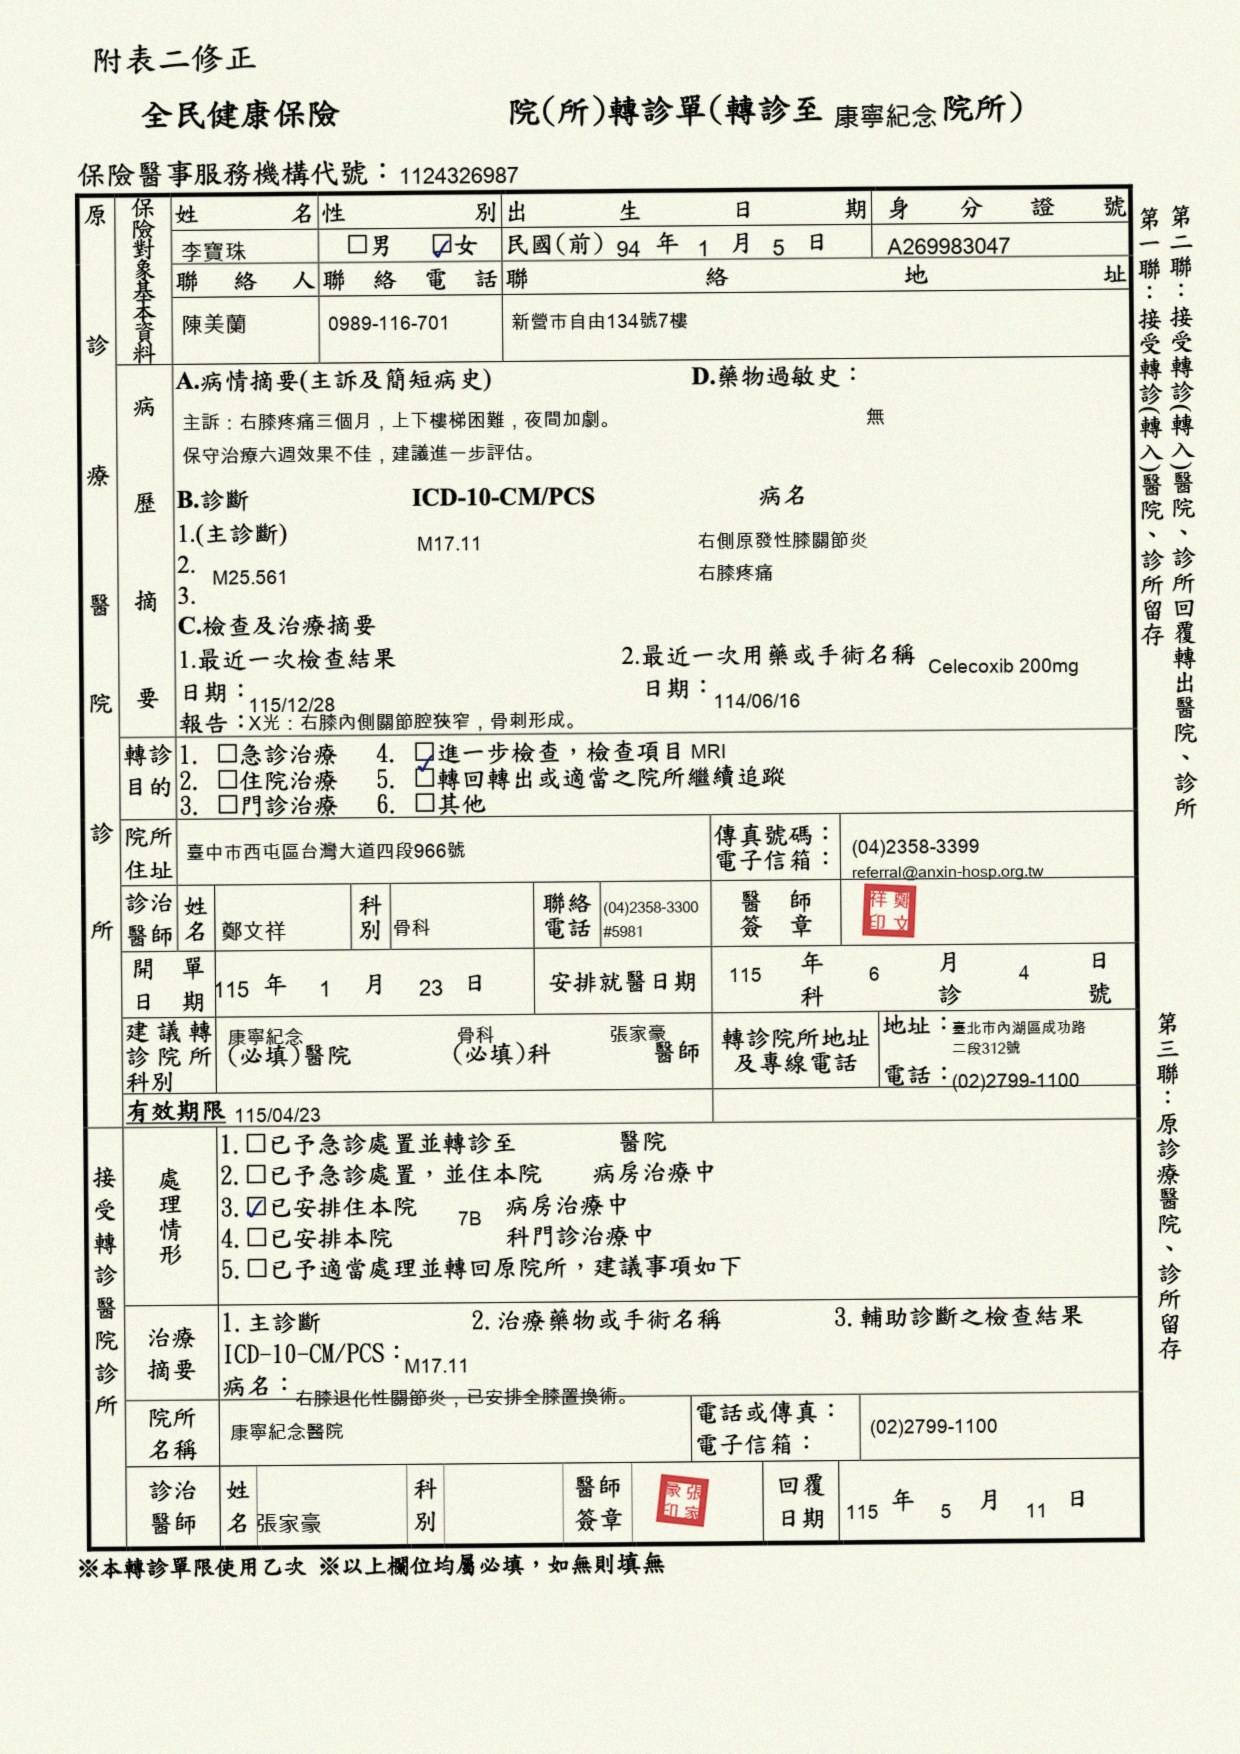 附表二修正
全民健康保險 院(所)轉診單(轉診至 康寧紀念 院所)
保險醫事服務機構代號：1124326987
原診療醫院診所
保險對象基本資料
姓名 性別 出生日期 身分證號
李寶珠 □男 ☑女 民國(前) 94 年 1 月 5 日 A269983047
聯絡人 聯絡電話 聯絡地址
陳美蘭 0989-116-701 新營市自由134號7樓
病歷摘要
A.病情摘要(主訴及簡短病史) D.藥物過敏史：
主訴：右膝疼痛三個月，上下樓梯困難，夜間加劇。 無
保守治療六週效果不佳，建議進一步評估。
B.診斷 ICD-10-CM/PCS 病名
1.(主診斷) M17.11 右側原發性膝關節炎
2. M25.561 右膝疼痛
3.
C.檢查及治療摘要
1.最近一次檢查結果 2.最近一次用藥或手術名稱 Celecoxib 200mg
日期：115/12/28 日期：114/06/16
報告：X光：右膝內側關節腔狹窄，骨刺形成。
轉診目的
1. □急診治療 4. ☑進一步檢查，檢查項目 MRI
2. □住院治療 5. □轉回轉出或適當之院所繼續追蹤
3. □門診治療 6. □其他
院所住址 臺中市西屯區台灣大道四段966號 傳真號碼： (04)2358-3399
電子信箱： referral@anxin-hosp.org.tw
診治醫師 姓名 鄭文祥 科別 骨科 聯絡電話 (04)2358-3300 #5981 醫師簽章 鄭文祥印
開單日期 115 年 1 月 23 日 安排就醫日期 115 年 6 月 4 日
科 診 號
建議轉診院所科別 康寧紀念 (必填)醫院 骨科 (必填)科 張家豪 醫師 轉診院所地址及專線電話 地址：臺北市內湖區成功路二段312號
電話：(02)2799-1100
有效期限 115/04/23
接受轉診醫院診所
處理情形
1. □已予急診處置並轉診至 醫院
2. □已予急診處置，並住本院 病房治療中
3. ☑已安排住本院 7B 病房治療中
4. □已安排本院 科門診治療中
5. □已予適當處理並轉回原院所，建議事項如下
治療摘要
1. 主診斷 2. 治療藥物或手術名稱 3. 輔助診斷之檢查結果
ICD-10-CM/PCS：M17.11
病名：右膝退化性關節炎，已安排全膝置換術。
院所名稱 康寧紀念醫院 電話或傳真： (02)2799-1100
電子信箱：
診治醫師 姓名 張家豪 科別 醫師簽章 張家豪印 回覆日期 115 年 5 月 11 日
※本轉診單限使用乙次 ※以上欄位均屬必填，如無則填無
第一聯：接受轉診(轉入)醫院、診所留存
第二聯：接受轉診(轉入)醫院、診所回覆轉出醫院、診所
第三聯：原診療醫院、診所留存